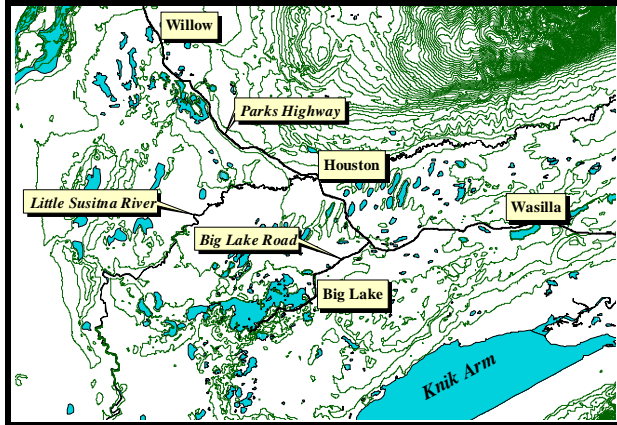 Willow
Parks Highway
Houston
Little Susitna River
Wasilla
Big Lake Road
Big Lake
Knik Arm